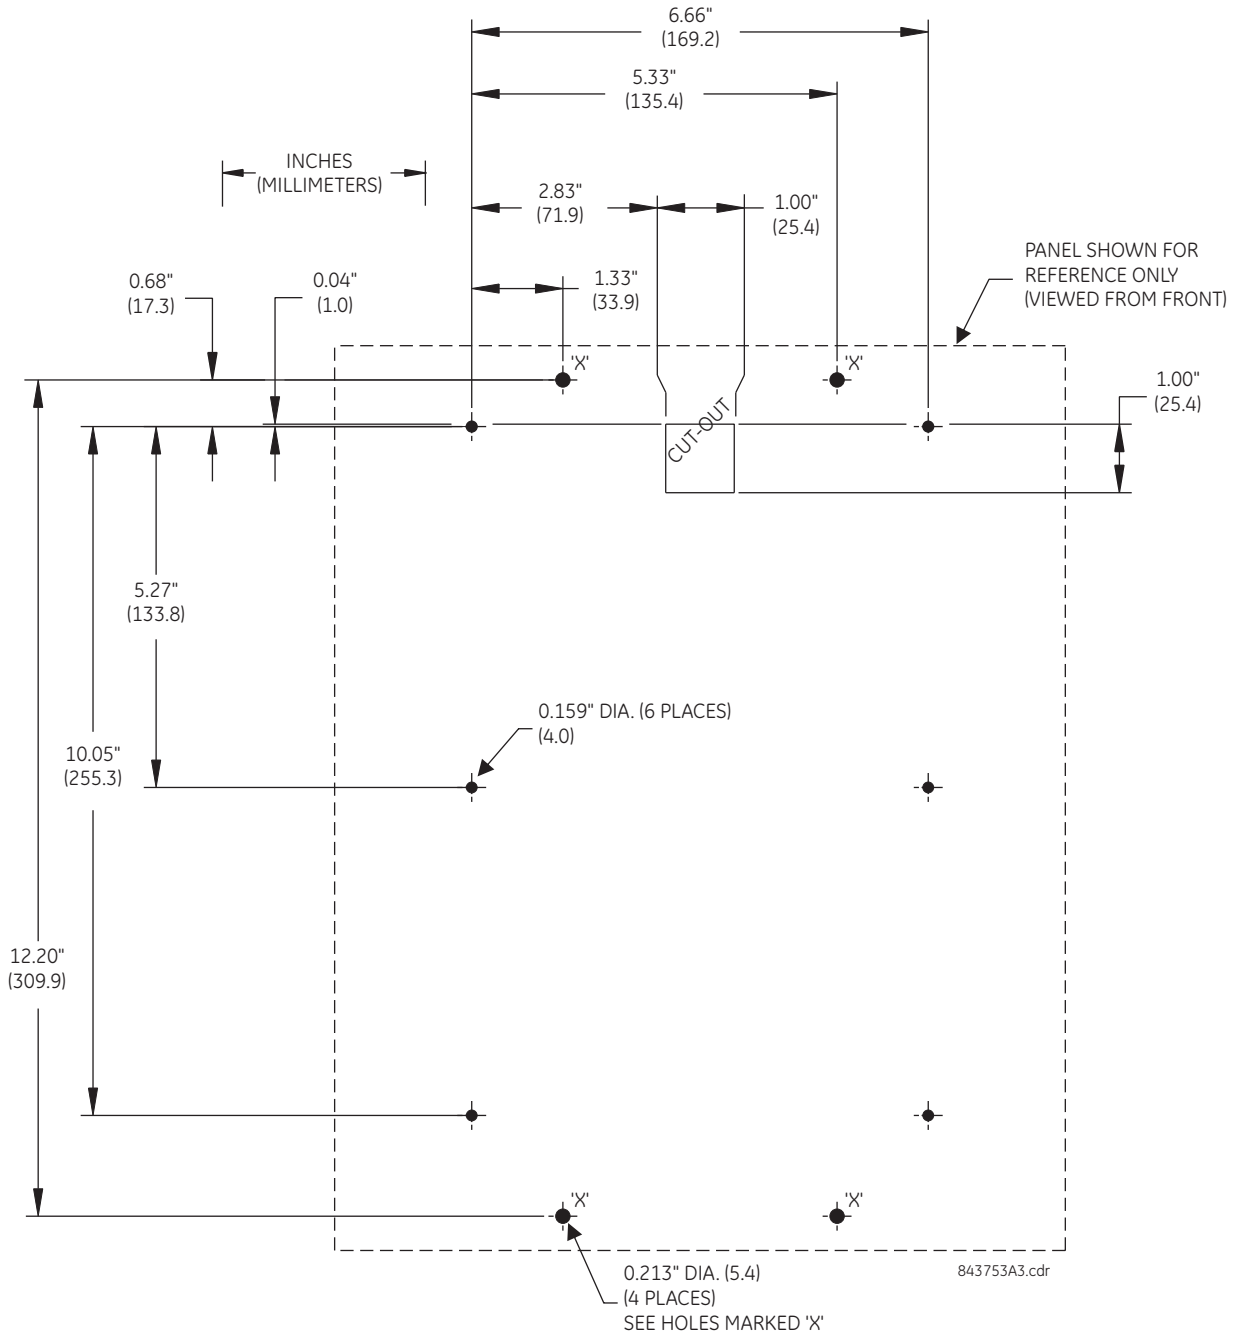 6.66"
(169.2)
5.33"
(135.4)
INCHES
(MILLIMETERS)
2.83"
(71.9)
1.00"
(25.4)
PANEL SHOWN FOR
REFERENCE ONLY
(VIEWED FROM FRONT)
0.68"
(17.3)
0.04"
(1.0)
1.33"
(33.9)
'X'
'X'
1.00"
(25.4)
CUT-OUT
5.27"
(133.8)
0.159" DIA. (6 PLACES)
(4.0)
10.05"
(255.3)
12.20"
(309.9)
'X'
'X'
0.213" DIA. (5.4)
(4 PLACES)
SEE HOLES MARKED 'X'
843753A3.cdr